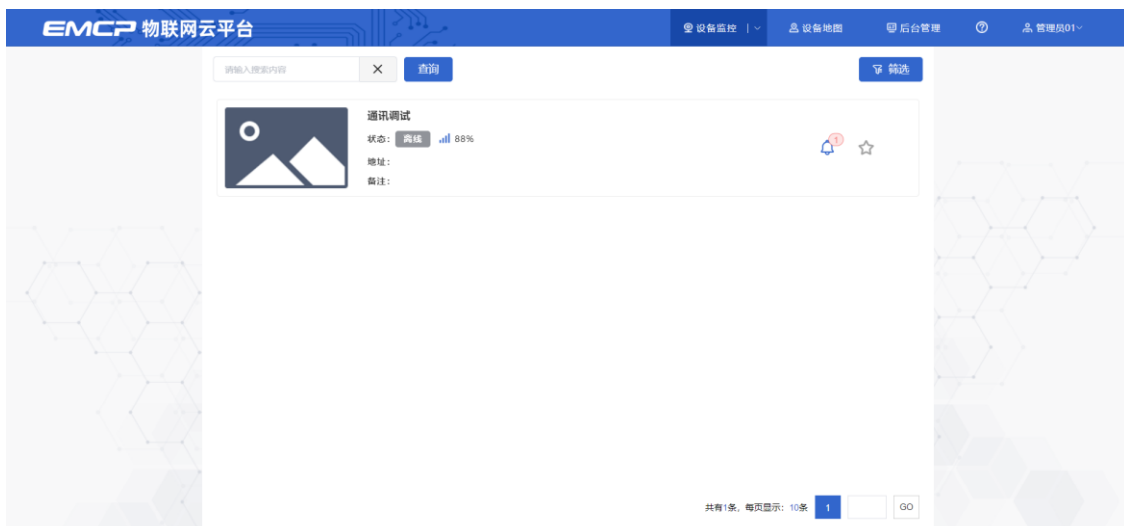 EMCP 物联网云平台 设备监控 设备地图 后台管理 管理员01
请输入搜索内容 查询 筛选
通讯调试
状态: 离线 88%
1
地址:
备注:
共有1条, 每页显示: 10条 1 GO